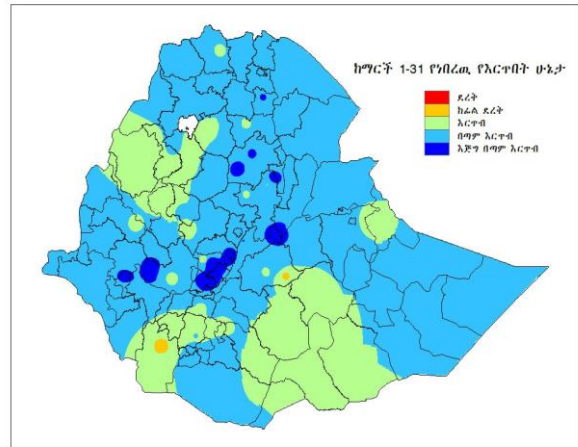 ከማርች 1-31 የነበረዉ የእርጥበት ሁኔታ
ደረቅ
ከፊል ደረቅ
እርጥብ
በጣም እርጥብ
እጅግ በጣም እርጥብ